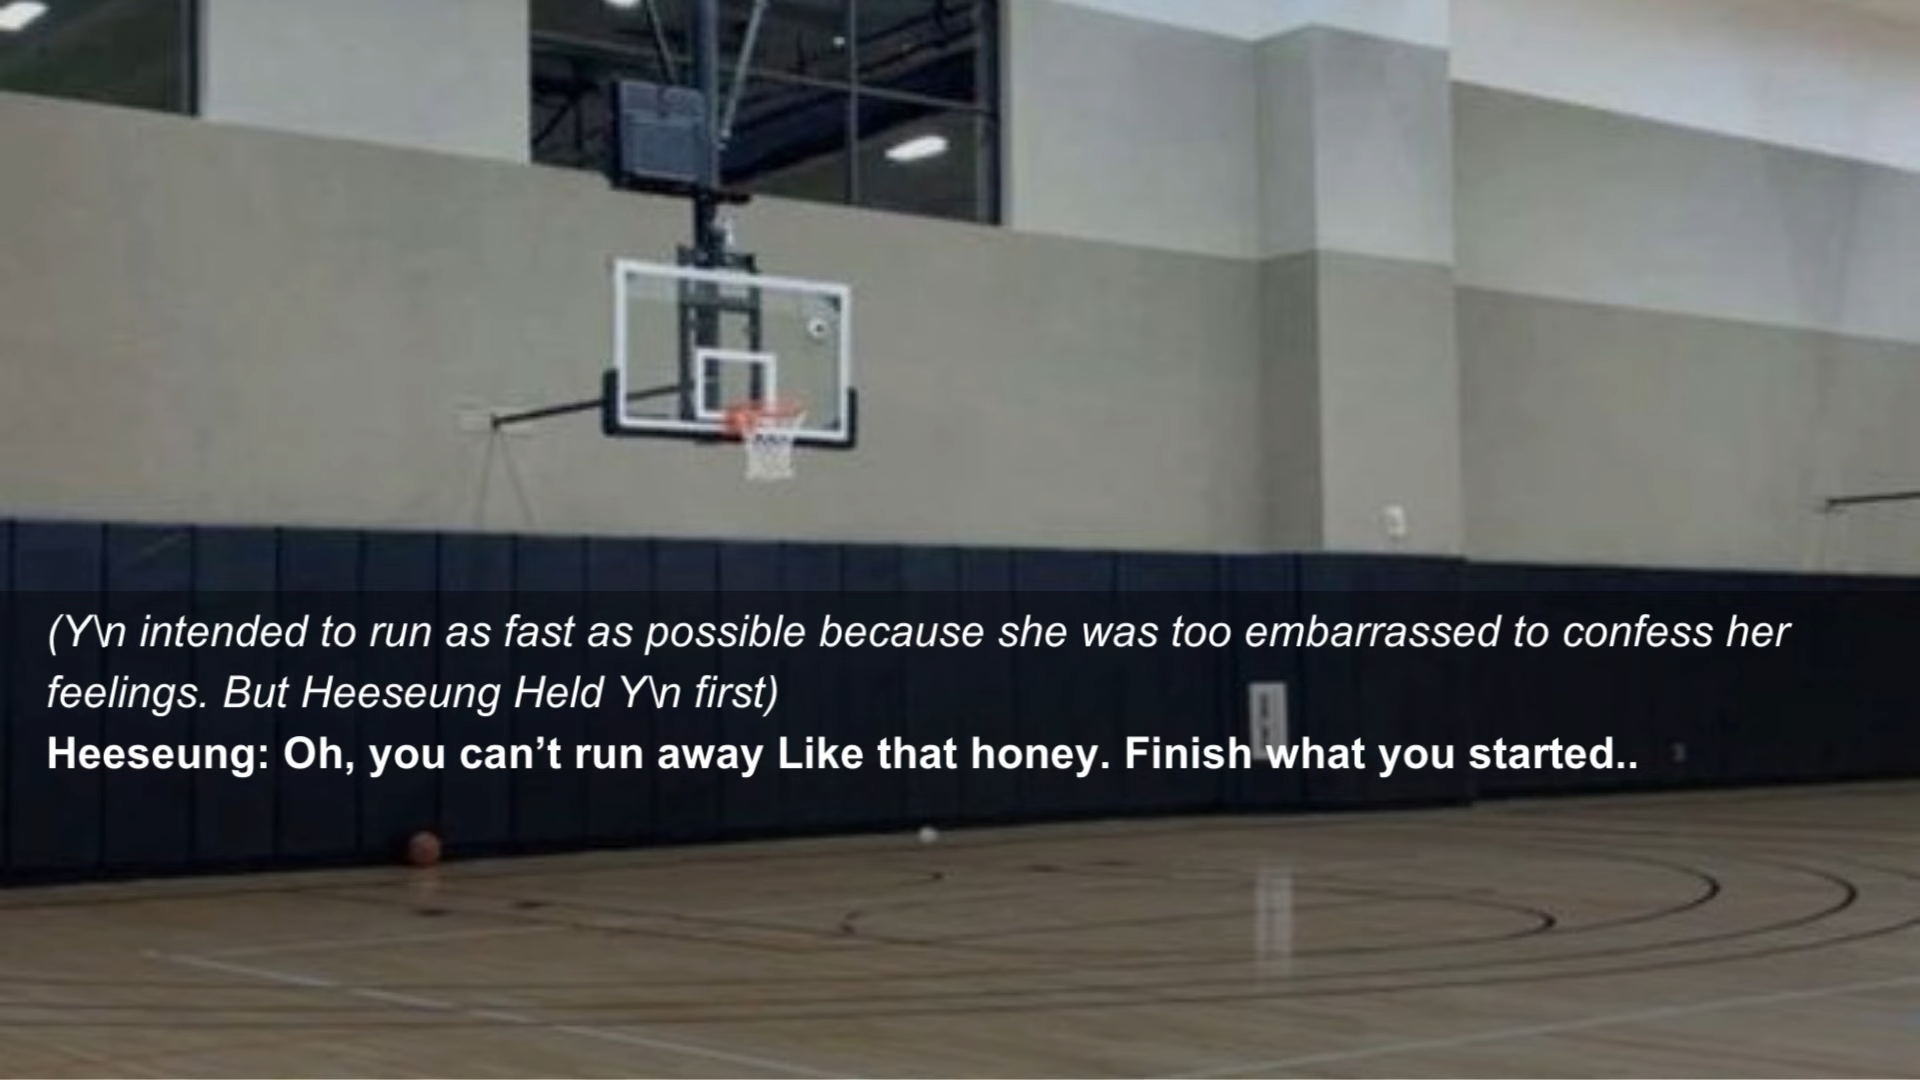 (Y\n intended to run as fast as possible because she was too embarrassed to confess her
feelings. But Heeseung Held Y\n first)
Heeseung: Oh, you can’t run away Like that honey. Finish what you started..